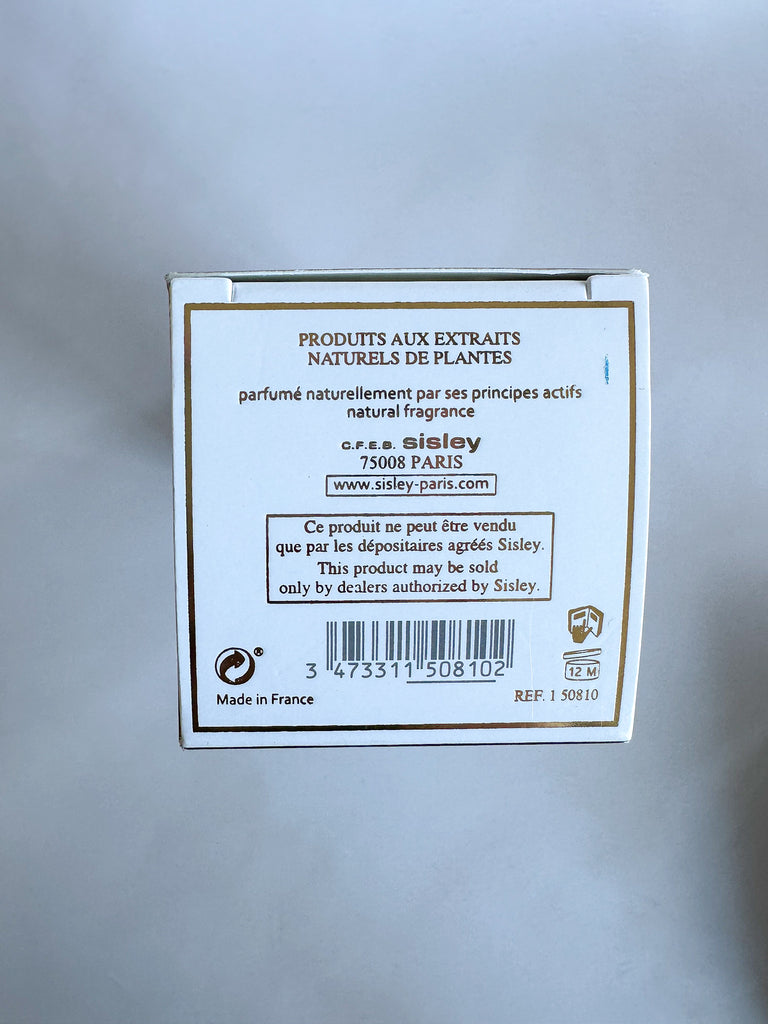 PRODUITS AUX EXTRAITS
NATURELS DE PLANTES
parfumé naturellement par ses principes actifs
natural fragrance
C.F.E.B. sisley
75008 PARIS
www.sisley-paris.com
Ce produit ne peut être vendu
que par les dépositaires agréés Sisley.
This product may be sold
only by dealers authorized by Sisley.
®
3 473311 508102
12 M
Made in France
REF. 1 50810